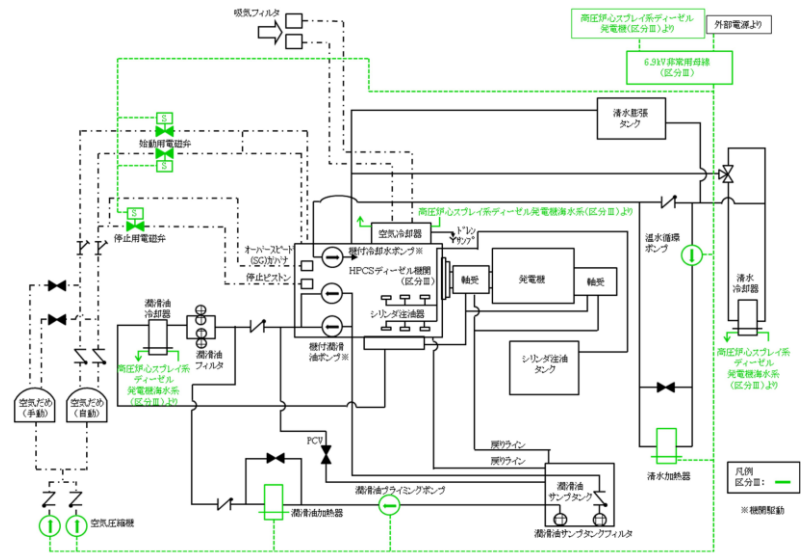 吸気フィルタ
高圧炉心スプレイ系ディーゼル
発電機(区分Ⅲ)より
外部電源より
6.9kV非常用母線
(区分Ⅲ)
清水膨張
タンク
S
始動用電磁弁
S
S
停止用電磁弁
高圧炉心スプレイ系ディーゼル発電機海水系(区分Ⅲ)より
空気冷却器
ドレン
サンプ
オーバースピード
(SG)ガバナ
停止ピストン
機付冷却水ポンプ※
HPCSディーゼル機関
(区分Ⅲ)
シリンダ注油器
軸受
発電機
軸受
温水循環
ポンプ
清水
冷却器
潤滑油
冷却器
潤滑油
フィルタ
機付潤滑
油ポンプ※
シリンダ注油
タンク
高圧炉心スプレイ系
ディーゼル
発電機海水系
(区分Ⅲ)より
高圧炉心スプレイ系
ディーゼル
発電機海水系
(区分Ⅲ)より
空気だめ
(手動)
空気だめ
(自動)
PCV
戻りライン
戻りライン
清水加熱器
凡例
区分Ⅲ:
※機関駆動
潤滑油
サンプタンク
潤滑油プライミングポンプ
潤滑油加熱器
空気圧縮機
潤滑油サンプタンクフィルタ